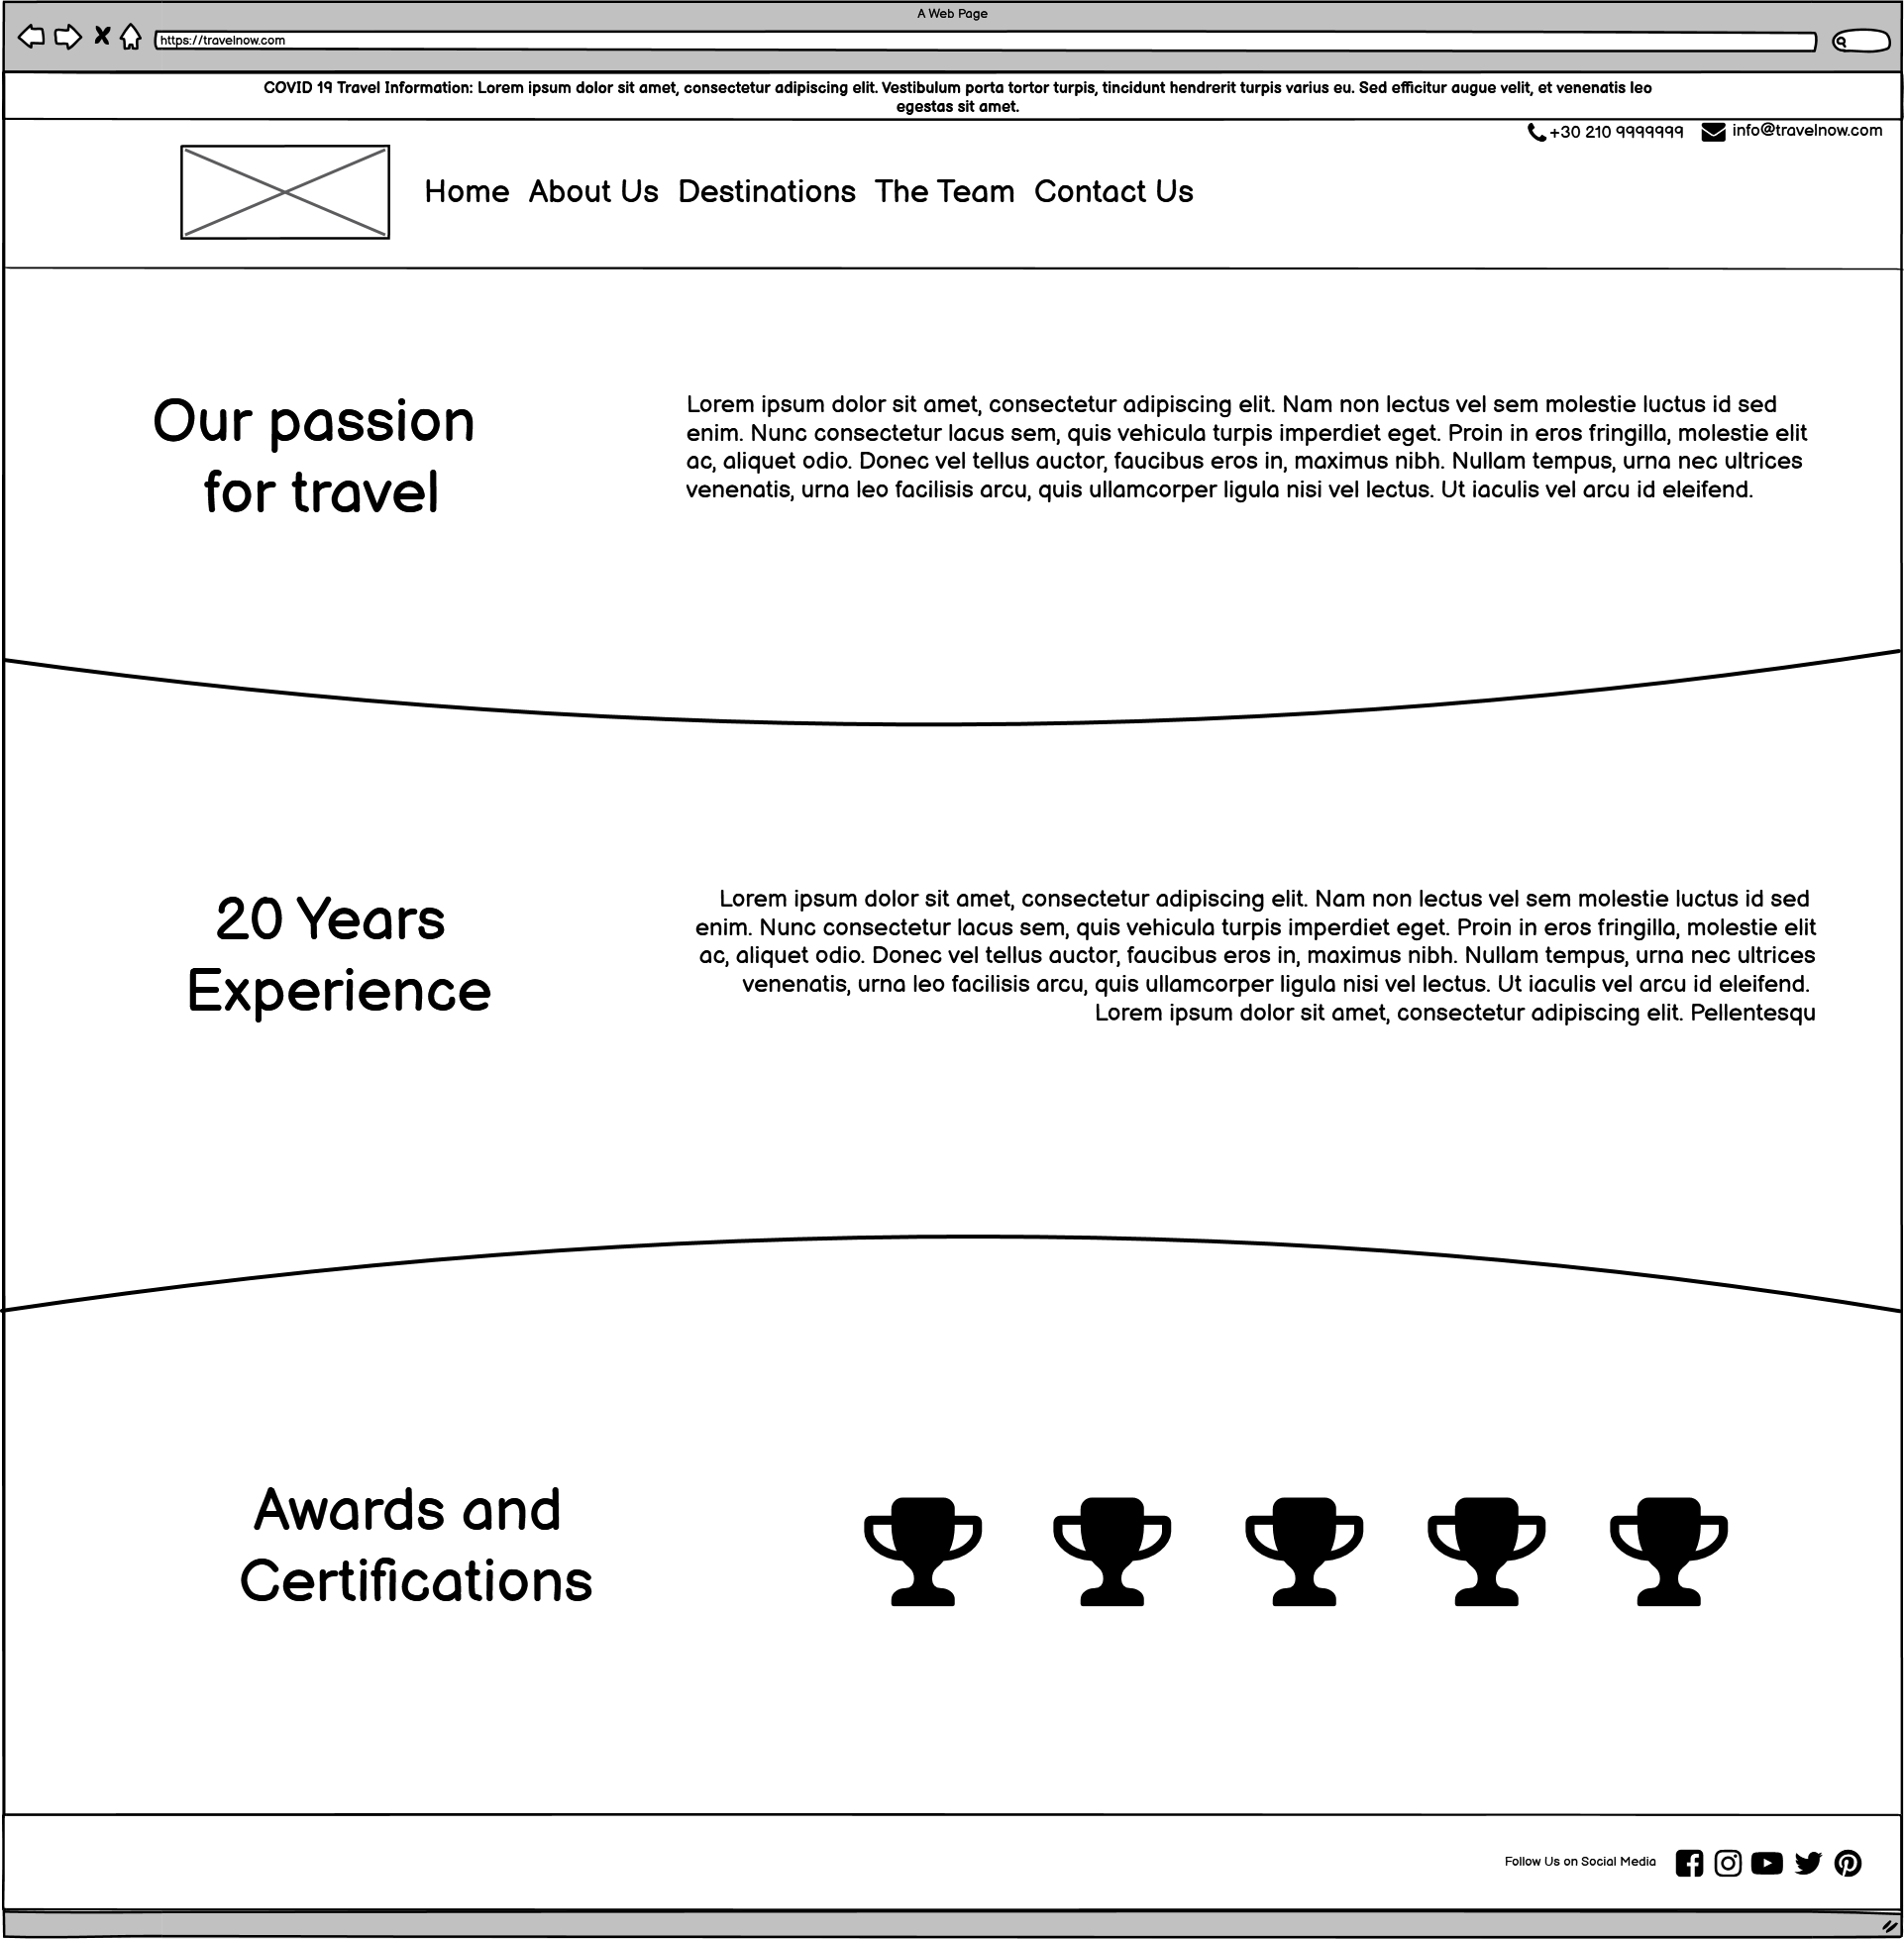 A Web Page
https://travelnow.com
COVID 19 Travel Information: Lorem ipsum dolor sit amet, consectetur adipiscing elit. Vestibulum porta tortor turpis, tincidunt hendrerit turpis varius eu. Sed efficitur augue velit, et venenatis leo
egestas sit amet.
+30 210 9999999 info@travelnow.com
Home About Us Destinations The Team Contact Us
Our passion
for travel
Lorem ipsum dolor sit amet, consectetur adipiscing elit. Nam non lectus vel sem molestie luctus id sed
enim. Nunc consectetur lacus sem, quis vehicula turpis imperdiet eget. Proin in eros fringilla, molestie elit
ac, aliquet odio. Donec vel tellus auctor, faucibus eros in, maximus nibh. Nullam tempus, urna nec ultrices
venenatis, urna leo facilisis arcu, quis ullamcorper ligula nisi vel lectus. Ut iaculis vel arcu id eleifend.
20 Years
Experience
Lorem ipsum dolor sit amet, consectetur adipiscing elit. Nam non lectus vel sem molestie luctus id sed
enim. Nunc consectetur lacus sem, quis vehicula turpis imperdiet eget. Proin in eros fringilla, molestie elit
ac, aliquet odio. Donec vel tellus auctor, faucibus eros in, maximus nibh. Nullam tempus, urna nec ultrices
venenatis, urna leo facilisis arcu, quis ullamcorper ligula nisi vel lectus. Ut iaculis vel arcu id eleifend.
Lorem ipsum dolor sit amet, consectetur adipiscing elit. Pellentesqu
Awards and
Certifications
Follow Us on Social Media